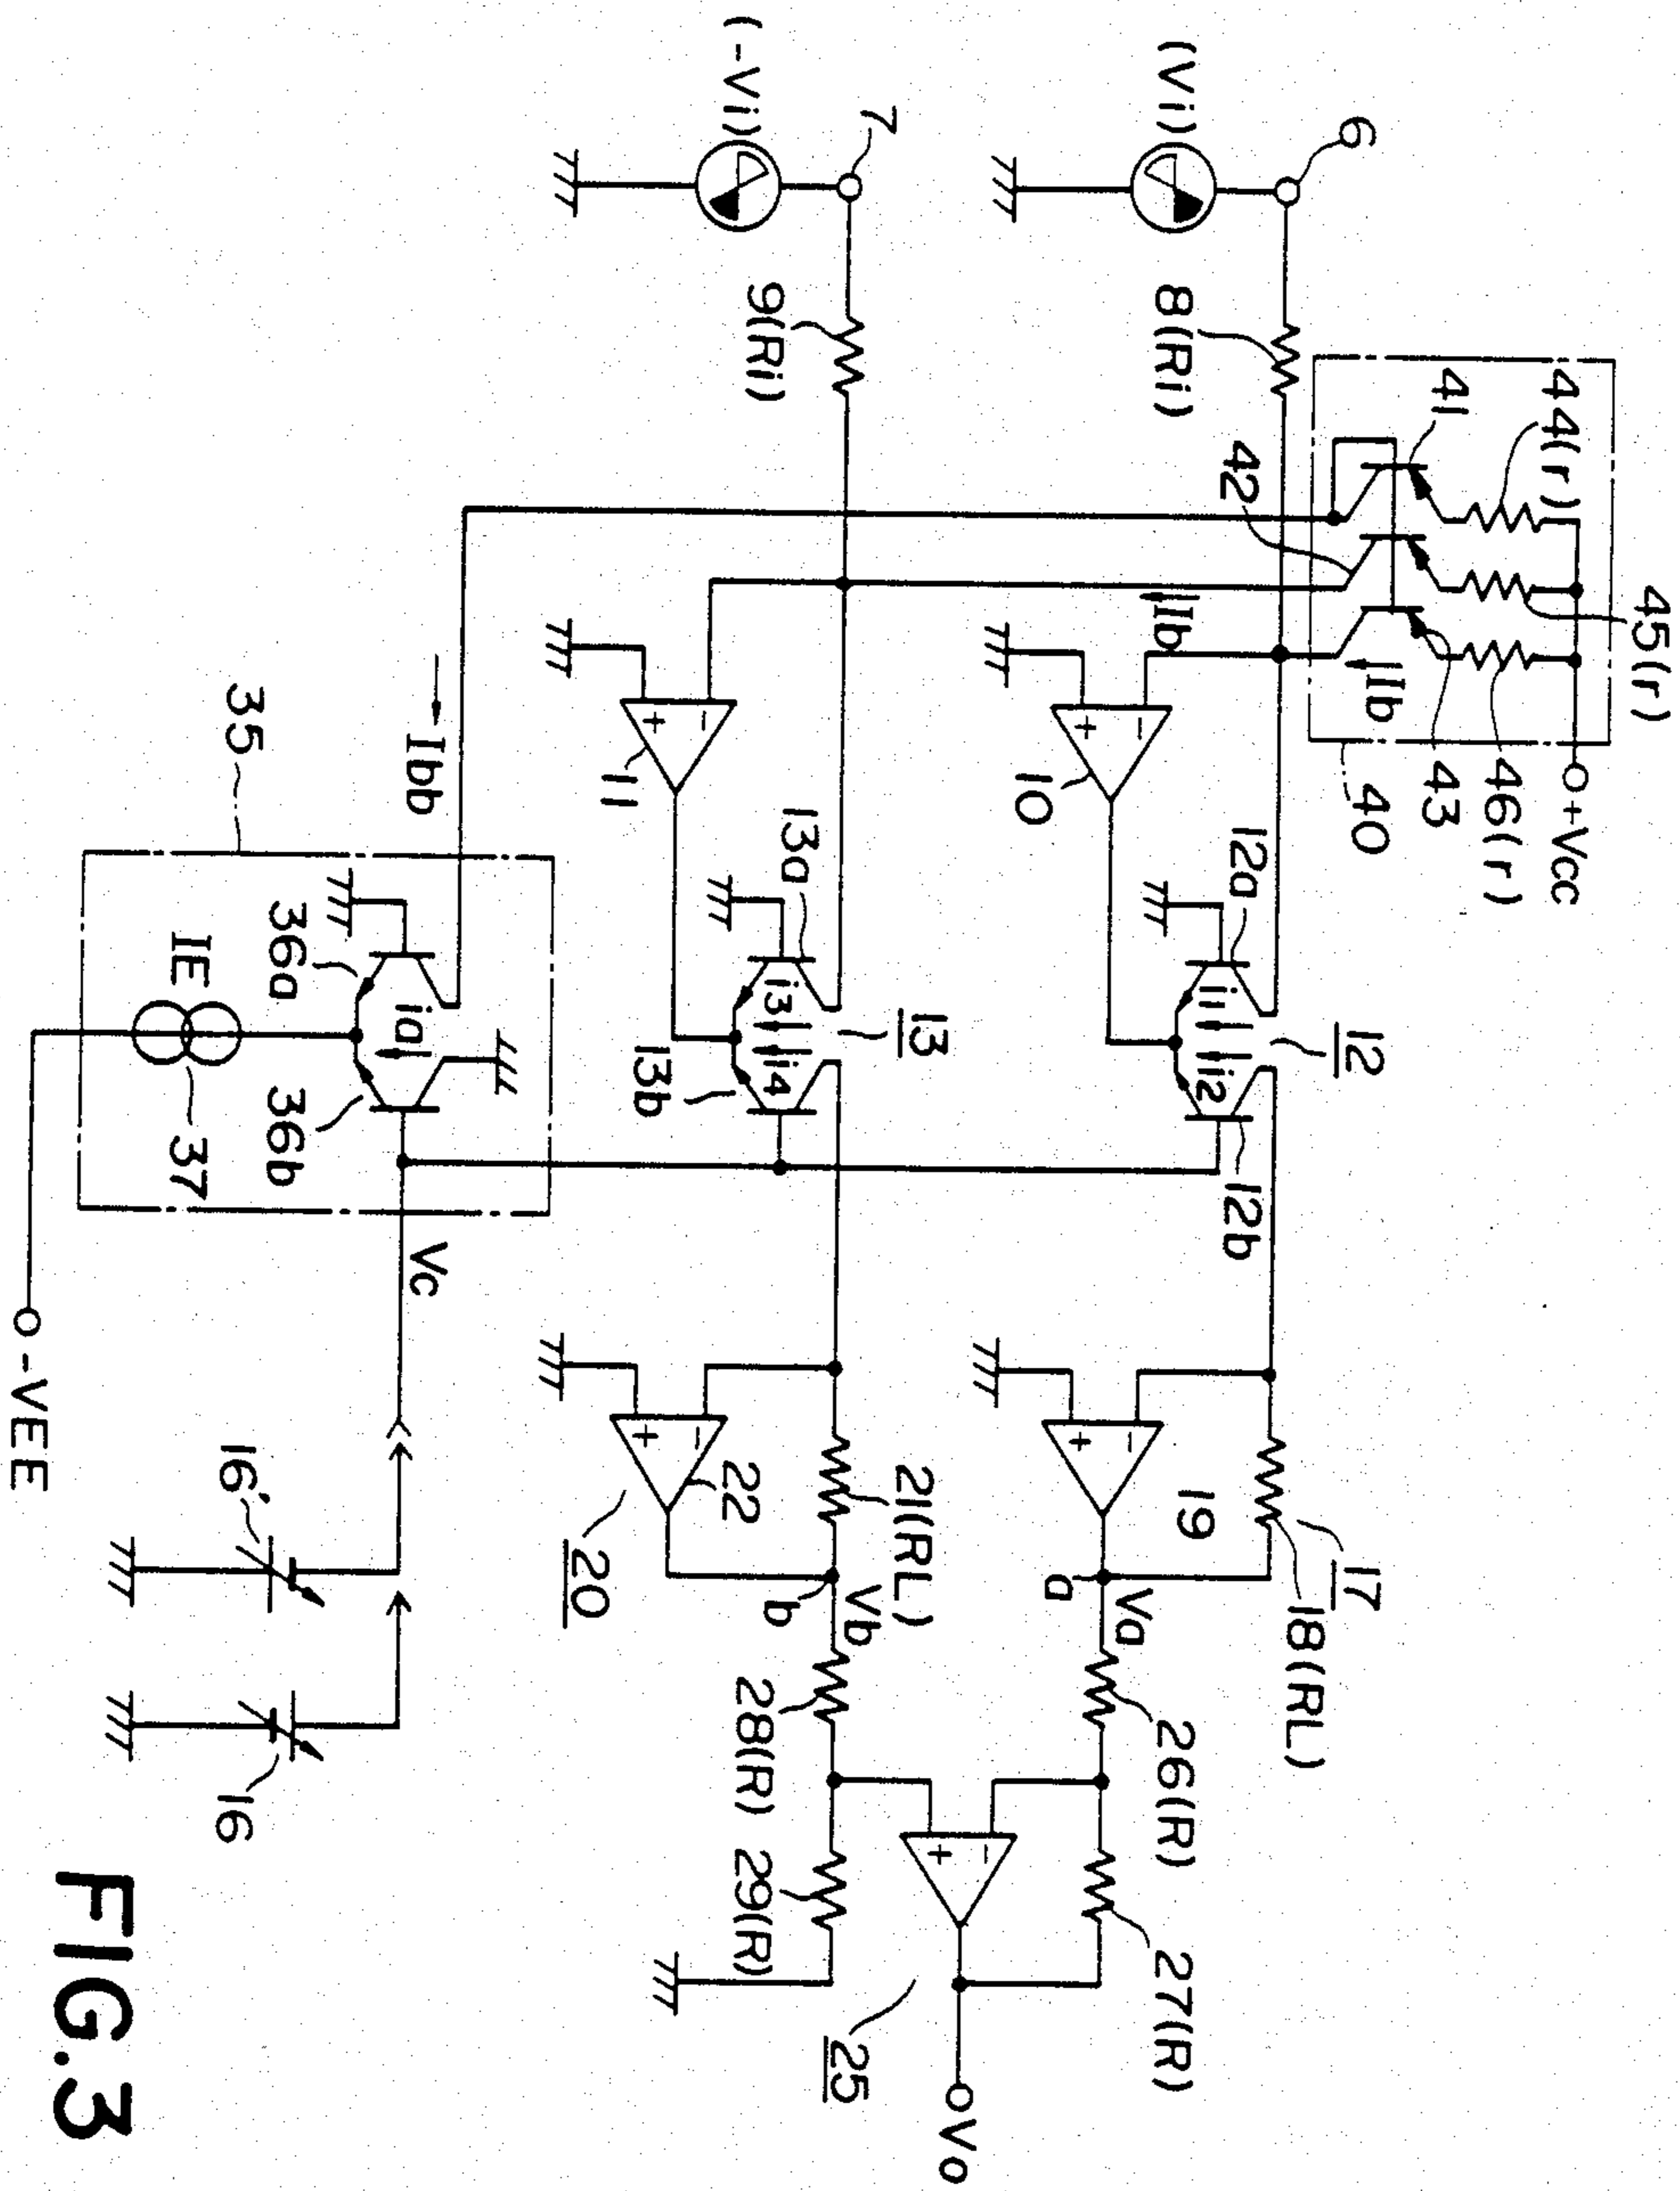 44(r)
45(r)
+Vcc
46(r)
41
43
40
42
Ib
Ib
6
(Vi)
8(Ri)
10
-
+
12a
i1
i2
12
12b
17
18(RL)
19
-
+
a
Va
26(R)
27(R)
7
(-Vi)
9(Ri)
11
-
+
13a
i3
i4
13
13b
21(RL)
22
-
+
20
b
Vb
28(R)
29(R)
-
+
25
Vo
Ibb
35
36a
ia
36b
IE
37
Vc
-VEE
16'
16
FIG.3